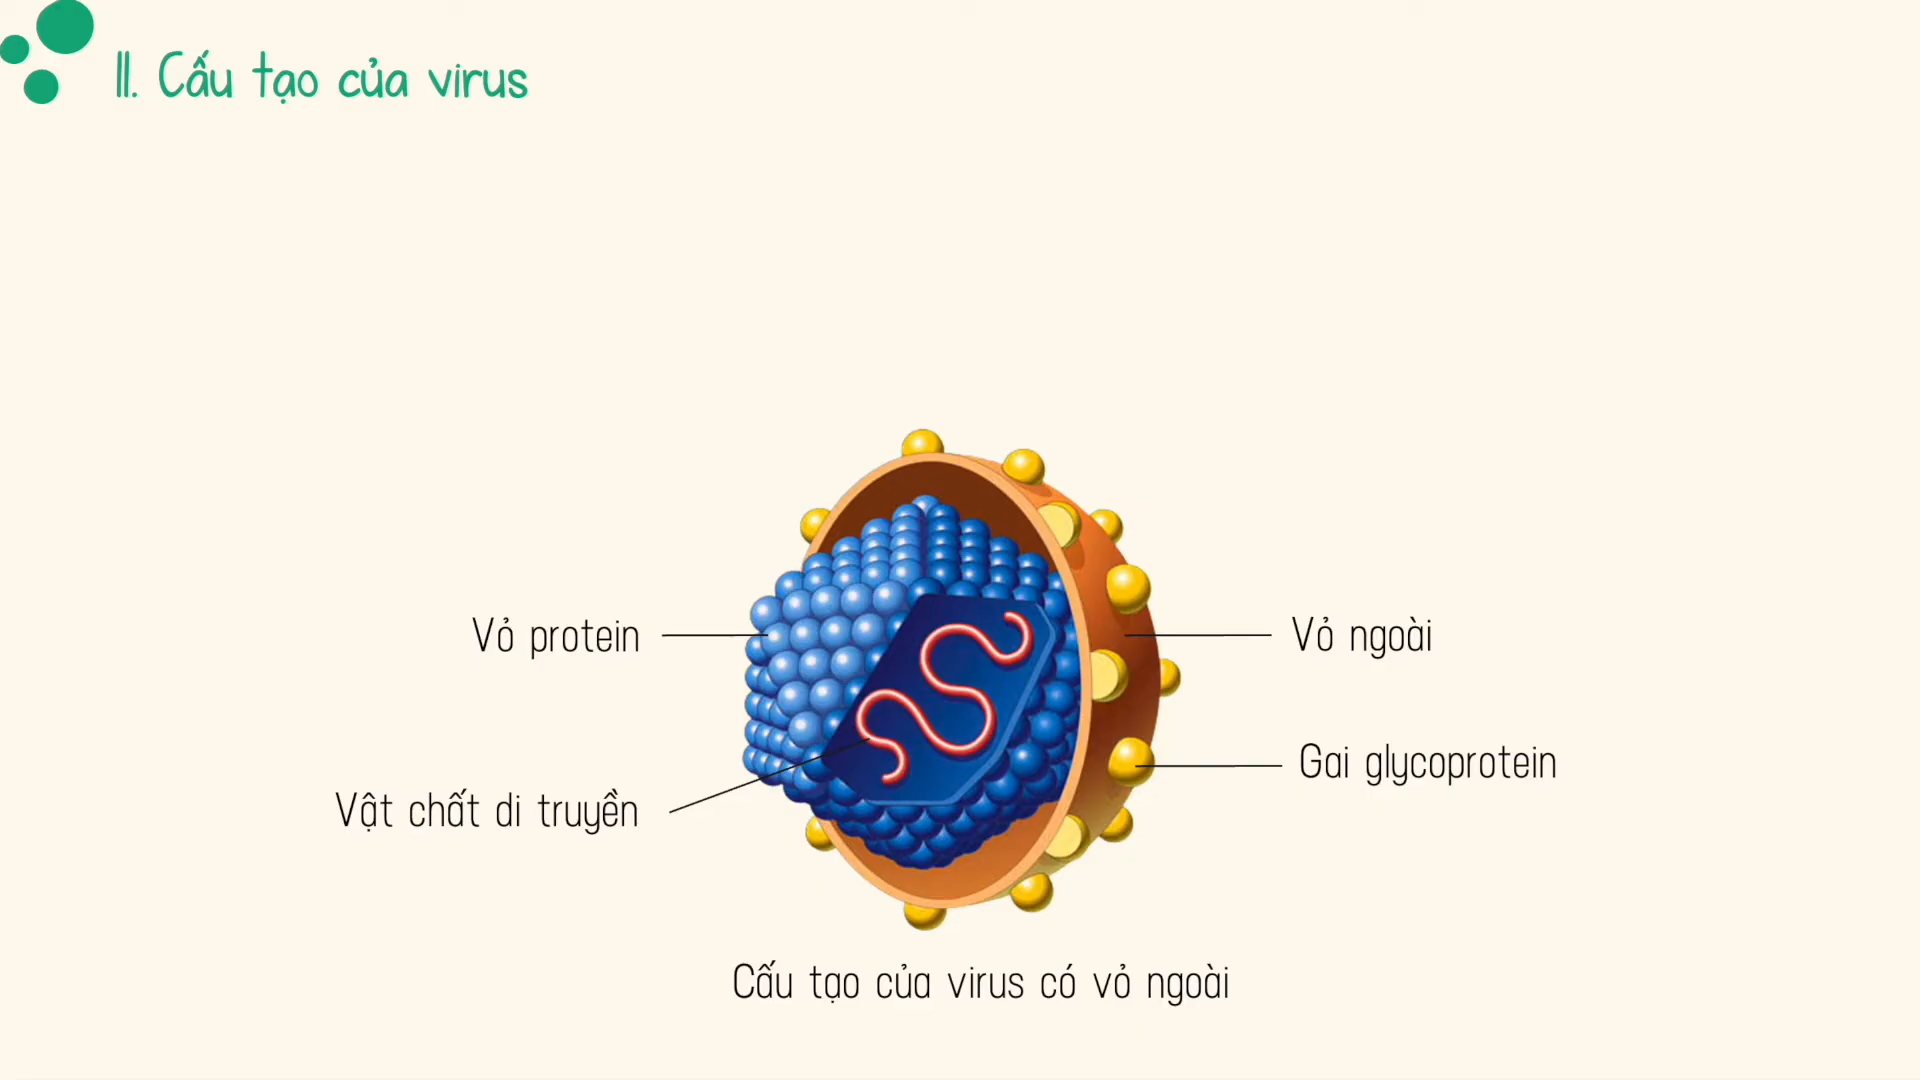 II. Cấu tạo của virus
Vỏ protein
Vỏ ngoài
Gai glycoprotein
Vật chất di truyền
Cấu tạo của virus có vỏ ngoài